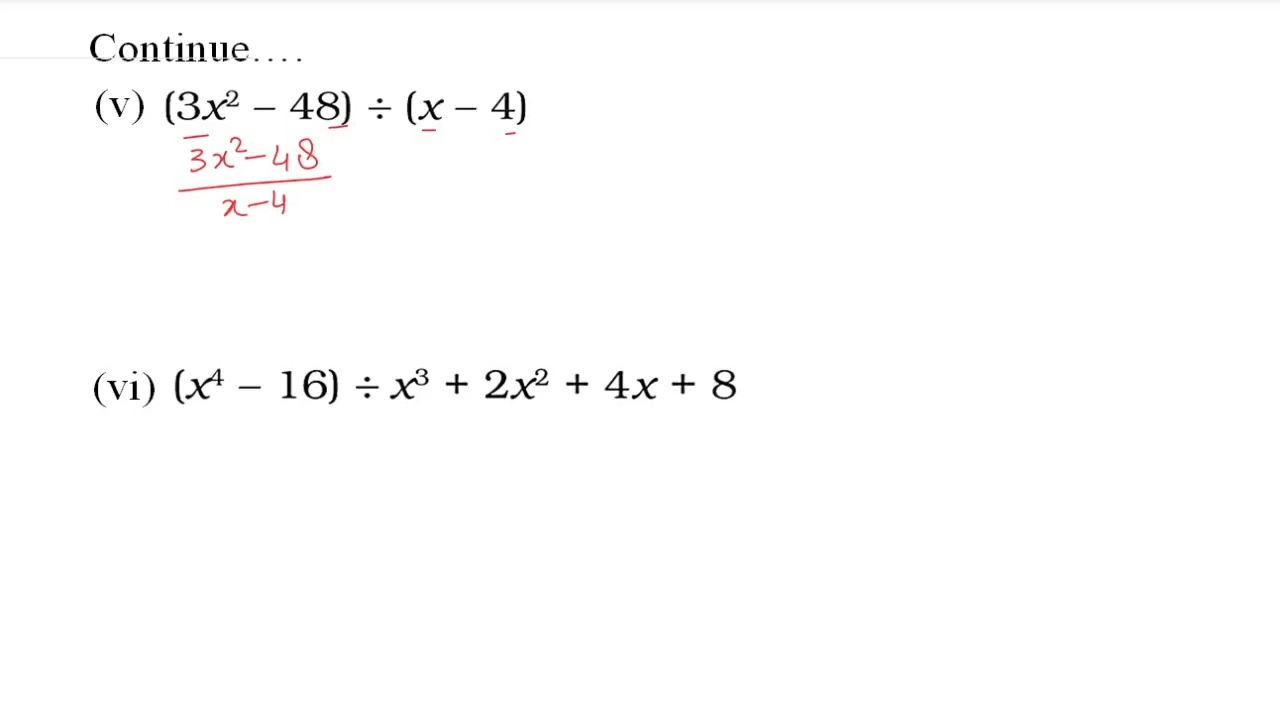 Continue....
(v) (3x² – 48) ÷ (x – 4)
3x²-48
x-4
(vi) (x⁴ – 16) ÷ x³ + 2x² + 4x + 8